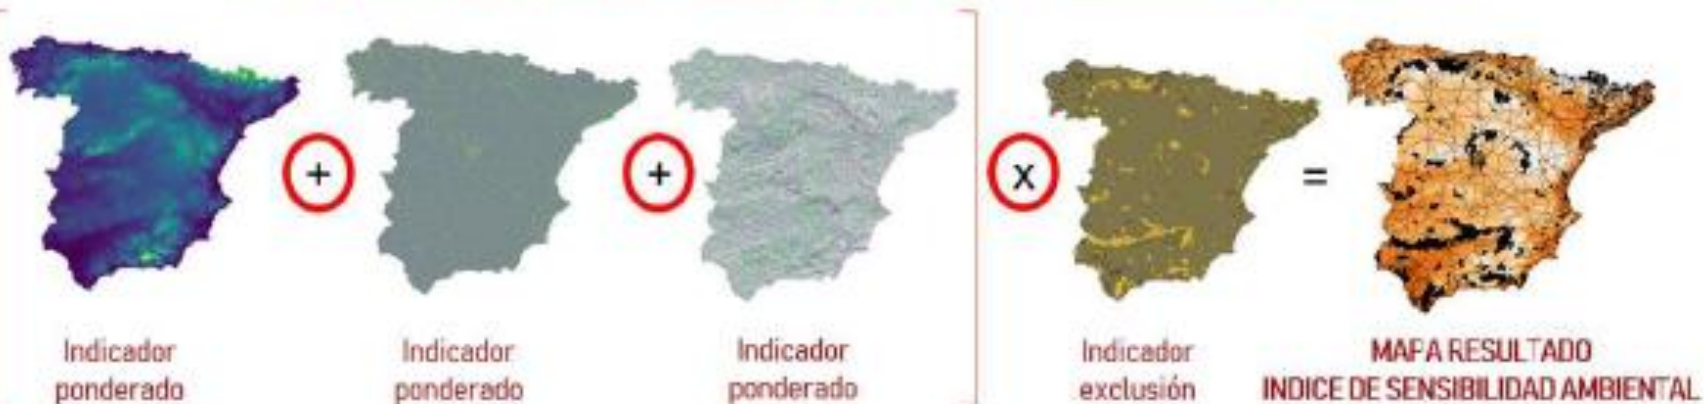 +
+
x
=
Indicador
ponderado
Indicador
ponderado
Indicador
ponderado
Indicador
exclusión
MAPA RESULTADO
INDICE DE SENSIBILIDAD AMBIENTAL